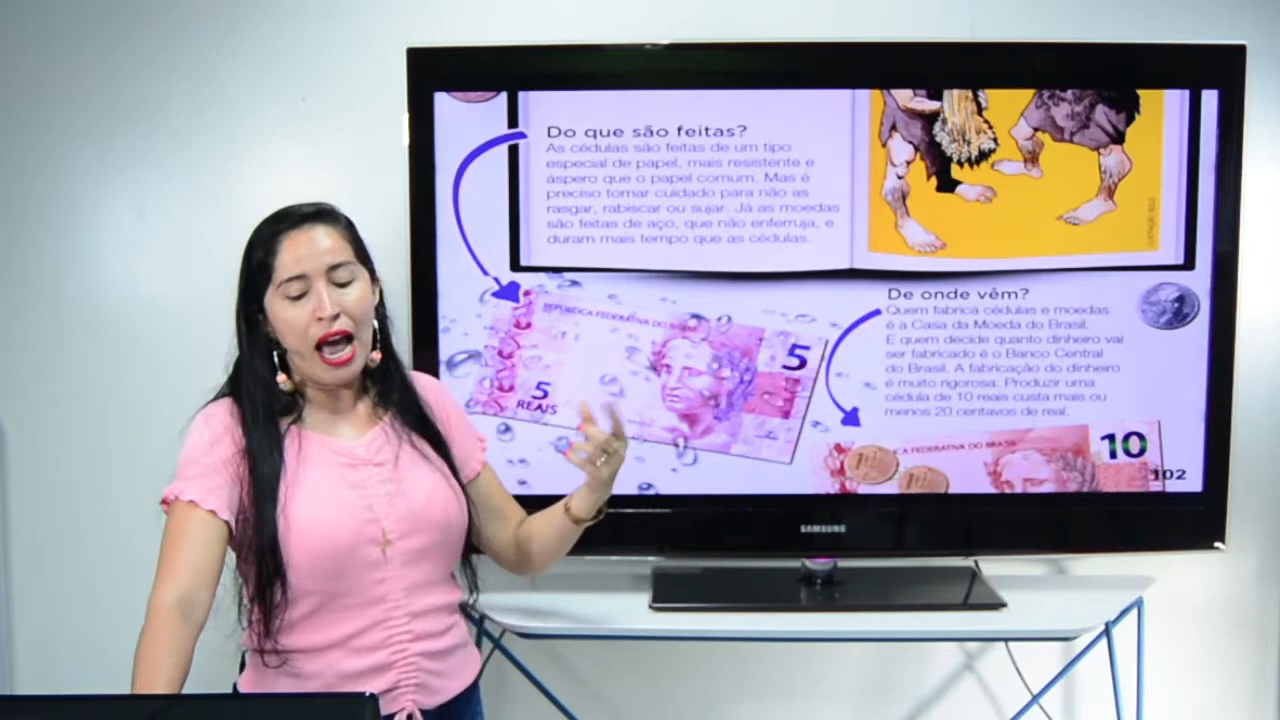 Do que são feitas?
As cédulas são feitas de um tipo
especial de papel, mais resistente e
áspero que o papel comum. Mas é
preciso tomar cuidado para não as
rasgar, rabiscar ou sujar. Já as moedas
são feitas de aço, que não enferruja, e
duram mais tempo que as cédulas.
REPÚBLICA FEDERATIVA DO BRASIL
5
5
REAIS
De onde vêm?
Quem fabrica cédulas e moedas
é a Casa da Moeda do Brasil.
E quem decide quanto dinheiro vai
ser fabricado é o Banco Central
do Brasil. A fabricação do dinheiro
é muito rigorosa. Produzir uma
cédula de 10 reais custa mais ou
menos 20 centavos de real.
FEDERATIVA DO BRASIL
10
102
SAMSUNG